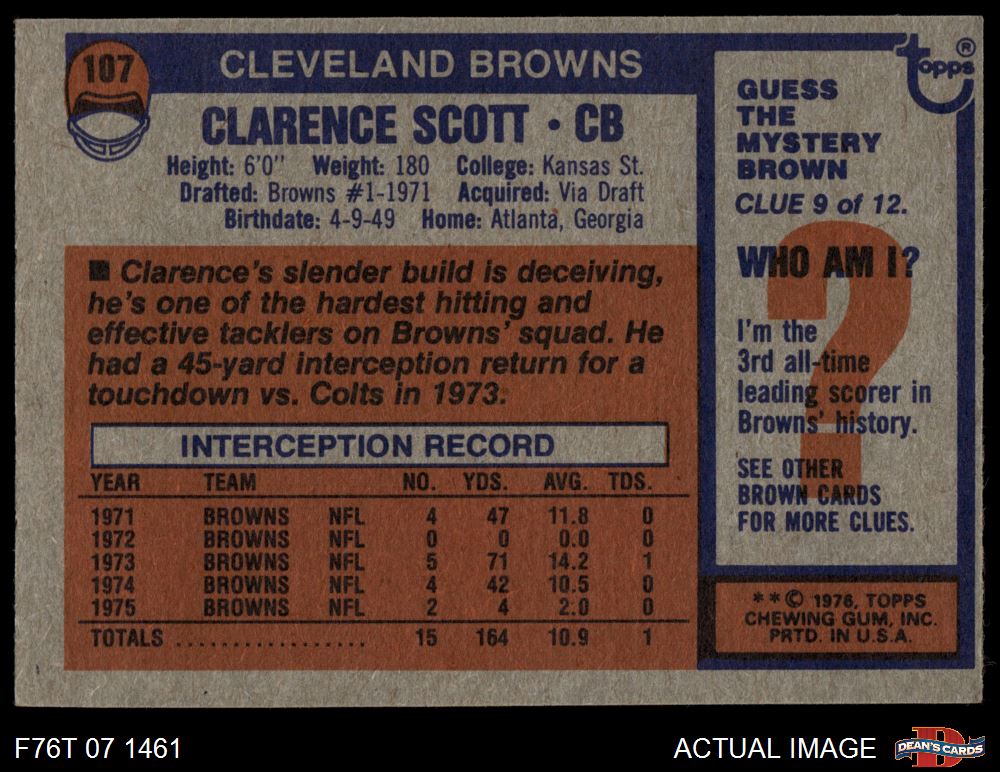 107
CLEVELAND BROWNS
CLARENCE SCOTT • CB
Height: 6'0" Weight: 180 College: Kansas St.
Drafted: Browns #1-1971 Acquired: Via Draft
Birthdate: 4-9-49 Home: Atlanta, Georgia
■ Clarence's slender build is deceiving,
he's one of the hardest hitting and
effective tacklers on Browns' squad. He
had a 45-yard interception return for a
touchdown vs. Colts in 1973.
INTERCEPTION RECORD
YEAR TEAM NO. YDS. AVG. TDS.
1971 BROWNS NFL 4 47 11.8 0
1972 BROWNS NFL 0 0 0.0 0
1973 BROWNS NFL 5 71 14.2 1
1974 BROWNS NFL 4 42 10.5 0
1975 BROWNS NFL 2 4 2.0 0
TOTALS .................. 15 164 10.9 1
topps ®
GUESS
THE
MYSTERY
BROWN
CLUE 9 of 12.
WHO AM I?
?
I'm the
3rd all-time
leading scorer in
Browns' history.
SEE OTHER
BROWN CARDS
FOR MORE CLUES.
**© 1976, TOPPS
CHEWING GUM, INC.
PRTD. IN U.S.A.
F76T 07 1461
ACTUAL IMAGE
D
DEAN'S CARDS